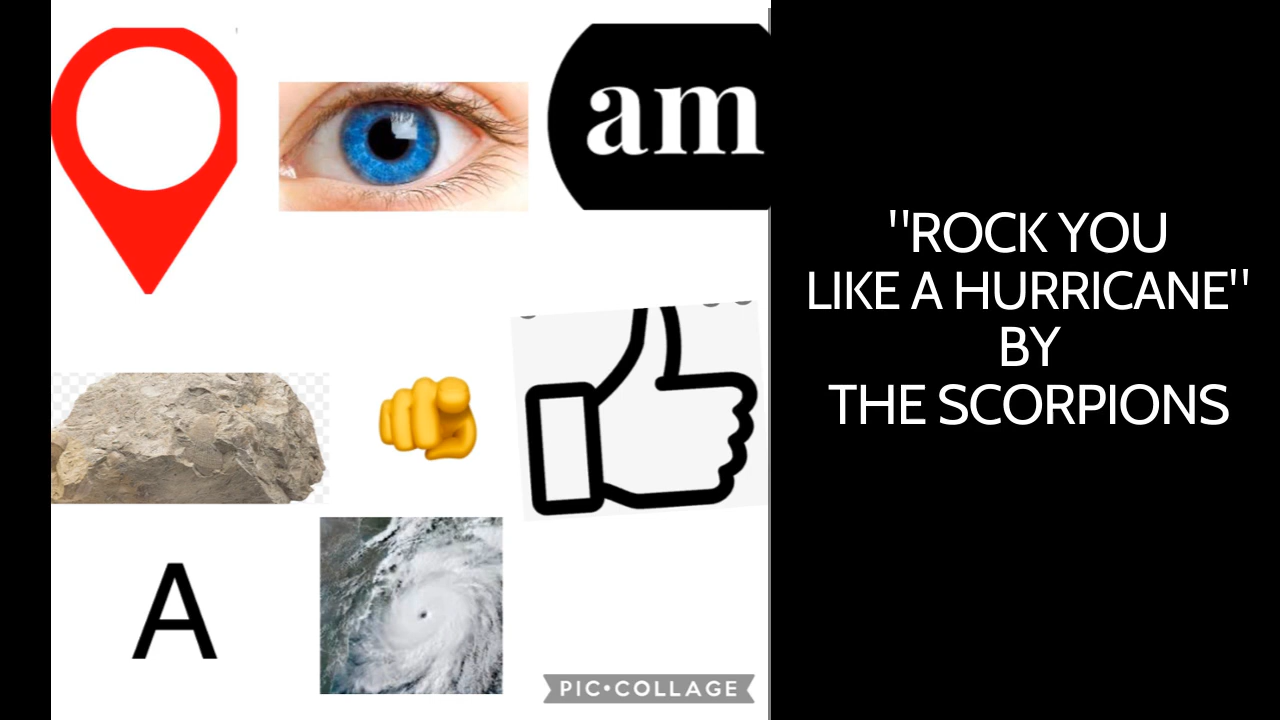 am
A
PIC•COLLAGE
"ROCK YOU
LIKE A HURRICANE"
BY
THE SCORPIONS